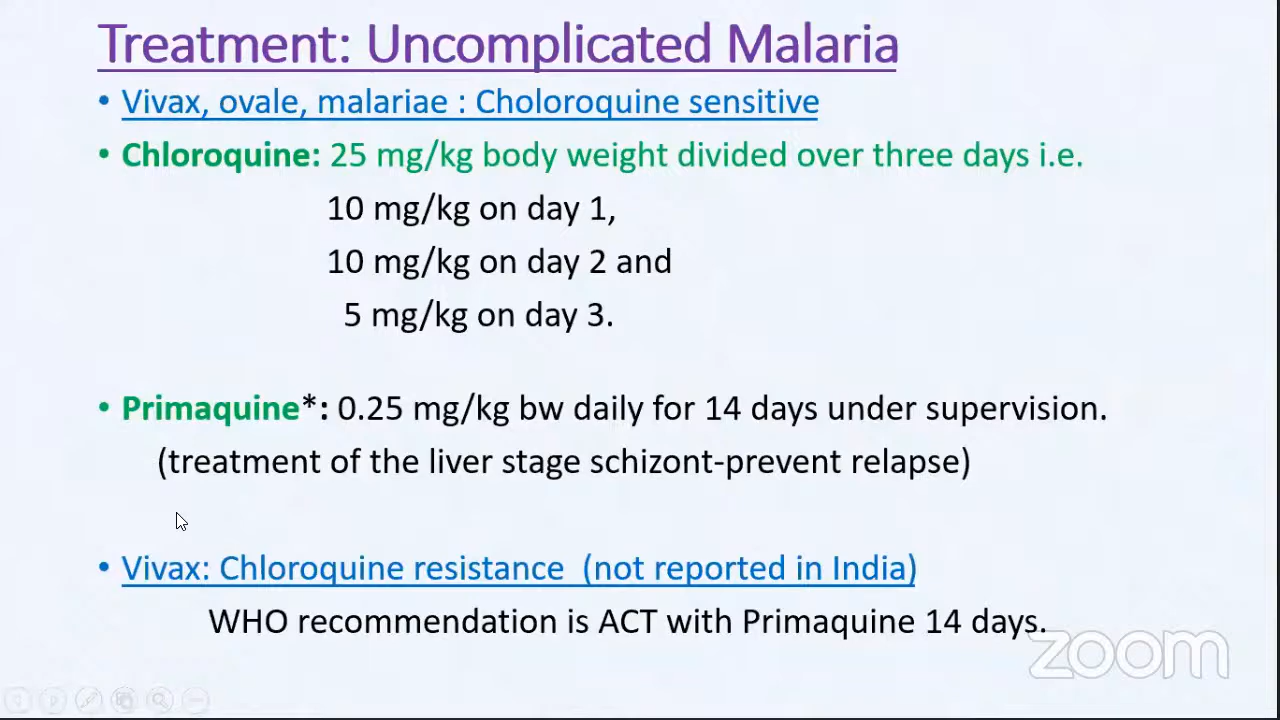 Treatment: Uncomplicated Malaria
• Vivax, ovale, malariae : Choloroquine sensitive
• Chloroquine: 25 mg/kg body weight divided over three days i.e.
10 mg/kg on day 1,
10 mg/kg on day 2 and
5 mg/kg on day 3.
• Primaquine*: 0.25 mg/kg bw daily for 14 days under supervision.
(treatment of the liver stage schizont-prevent relapse)
• Vivax: Chloroquine resistance (not reported in India)
WHO recommendation is ACT with Primaquine 14 days.
zoom